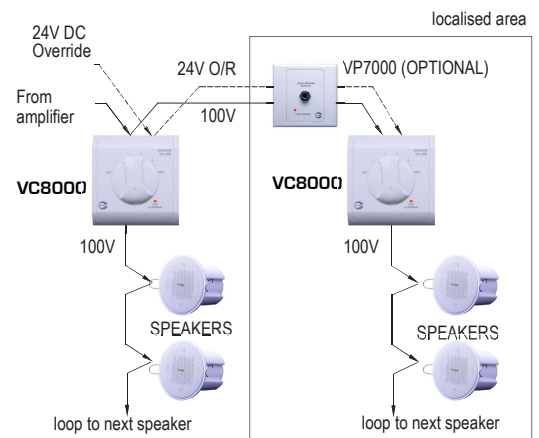 localised area
24V DC
Override
24V O/R
VP7000 (OPTIONAL)
From
amplifier
100V
VC8000
VC8000
100V
100V
SPEAKERS
SPEAKERS
loop to next speaker
loop to next speaker